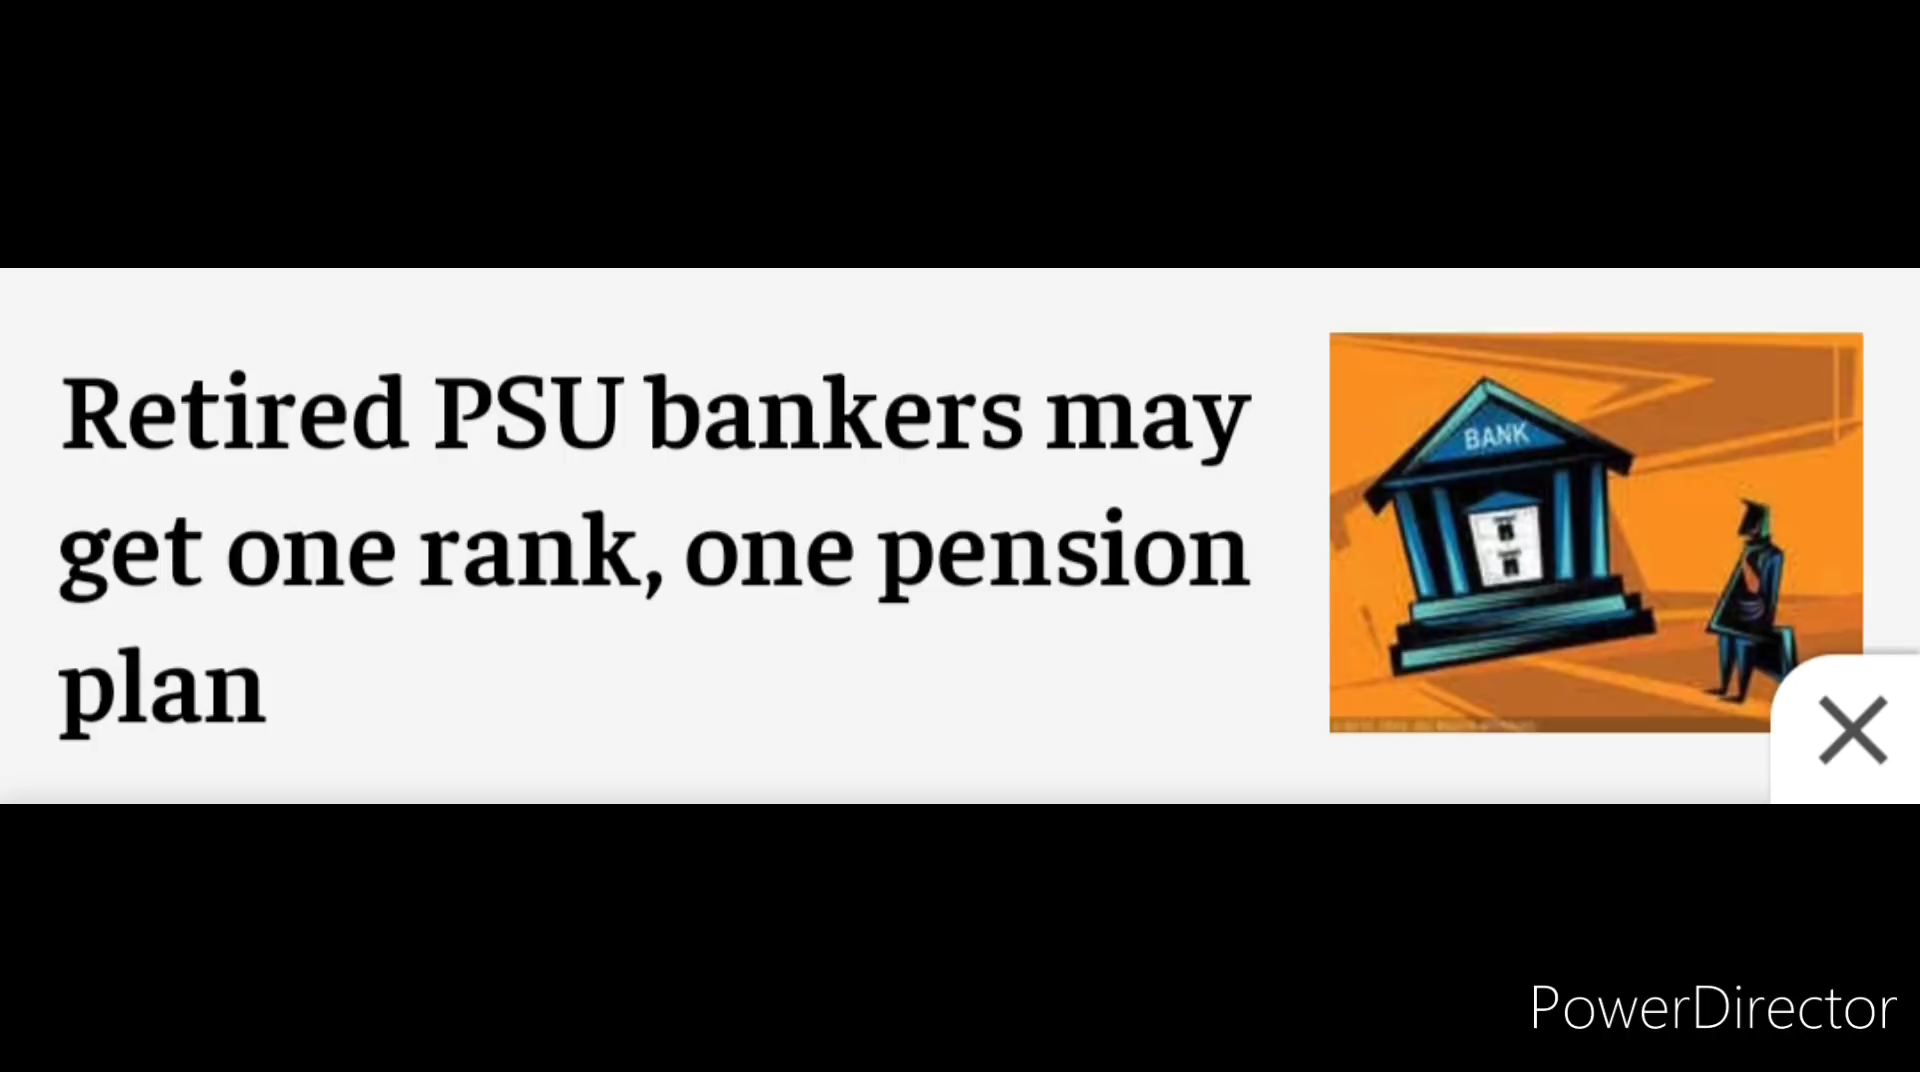 Retired PSU bankers may
get one rank, one pension
plan
BANK
PowerDirector